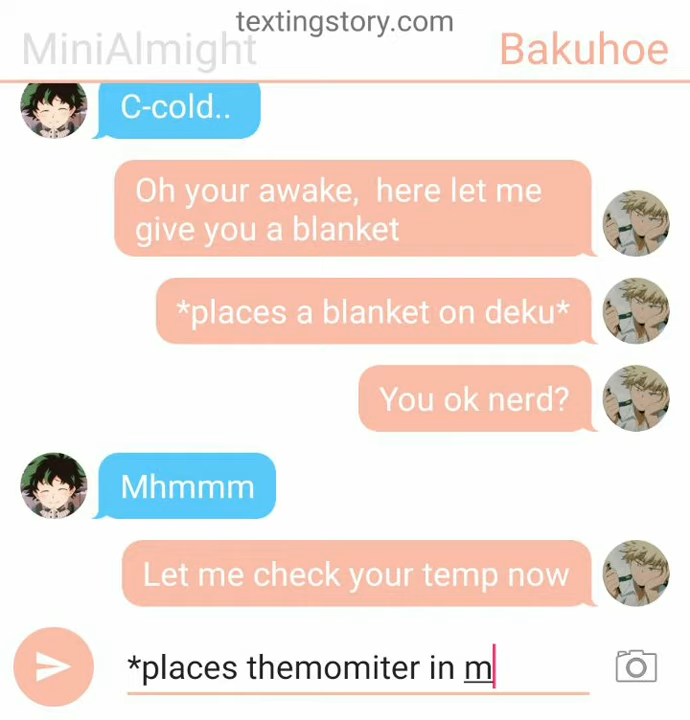 textingstory.com
MiniAlmight
Bakuhoe
C-cold..
Oh your awake, here let me
give you a blanket
*places a blanket on deku*
You ok nerd?
Mhmmm
Let me check your temp now
*places themomiter in m